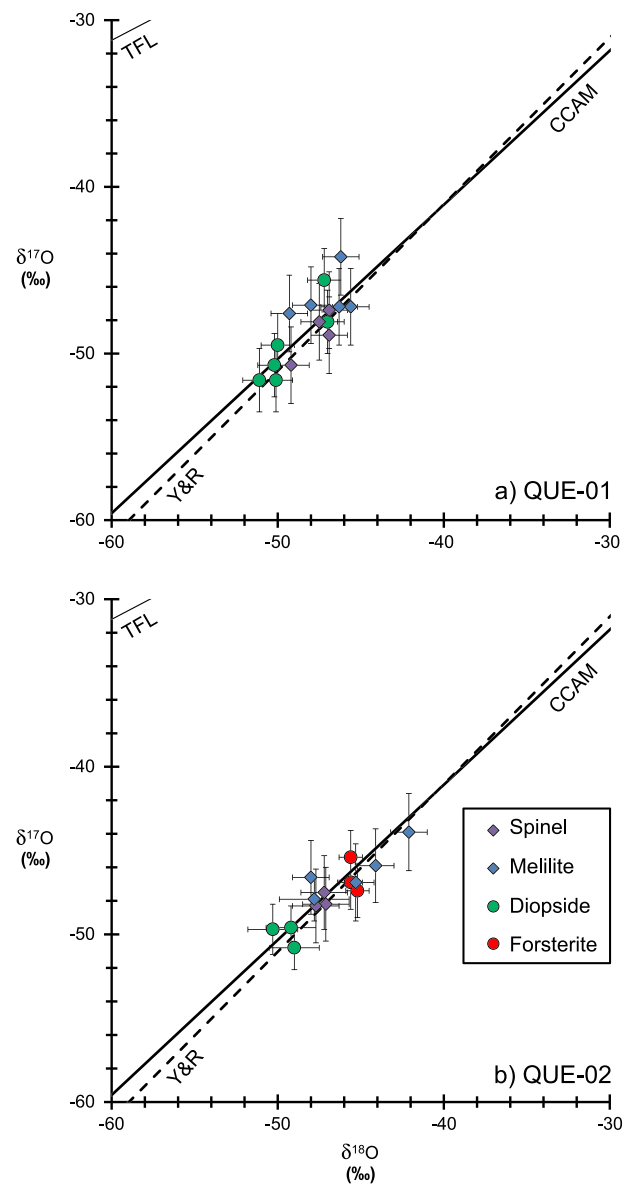 -30
TFL
CCAM
-40
δ¹⁷O
(‰)
-50
Y&R
a) QUE-01
-60
-60
-50
-40
-30
-30
TFL
CCAM
-40
δ¹⁷O
(‰)
Spinel
Melilite
Diopside
Forsterite
-50
Y&R
b) QUE-02
-60
-60
-50
-40
-30
δ¹⁸O
(‰)